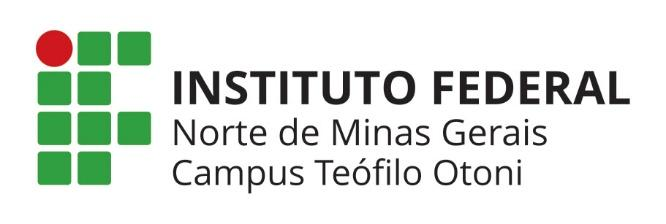 INSTITUTO FEDERAL
Norte de Minas Gerais
Campus Teófilo Otoni